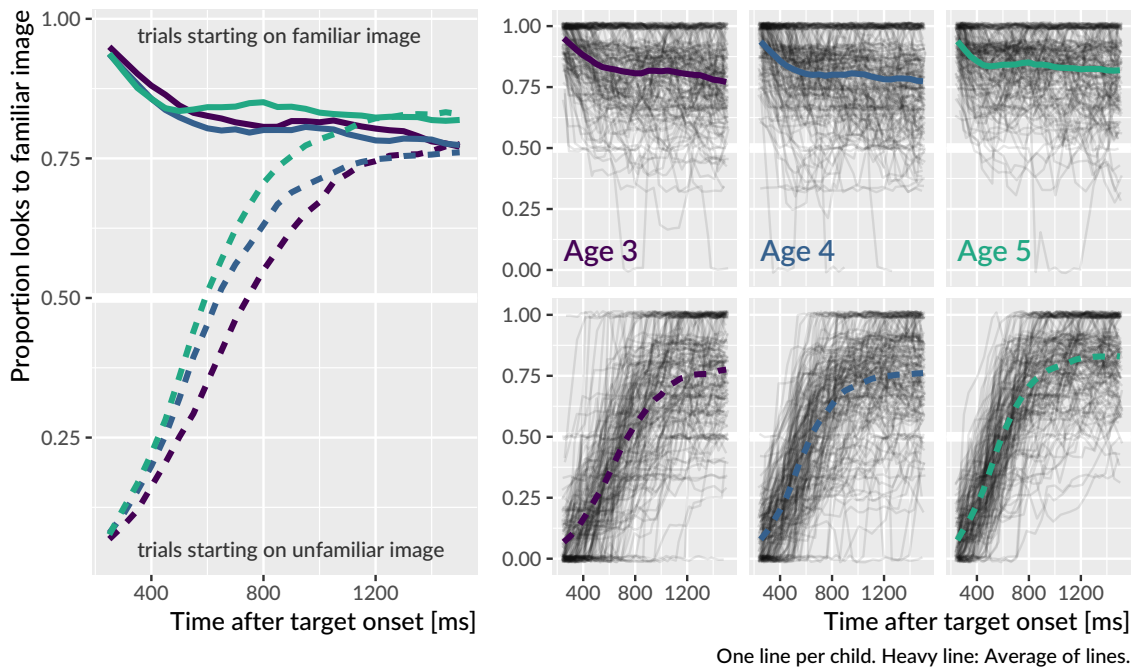 Proportion looks to familiar image
1.00
0.75
0.50
0.25
trials starting on familiar image
trials starting on unfamiliar image
400
800
1200
Time after target onset [ms]
1.00
0.75
0.50
0.25
0.00
Age 3
Age 4
Age 5
1.00
0.75
0.50
0.25
0.00
400 800 1200
400 800 1200
400 800 1200
Time after target onset [ms]
One line per child. Heavy line: Average of lines.